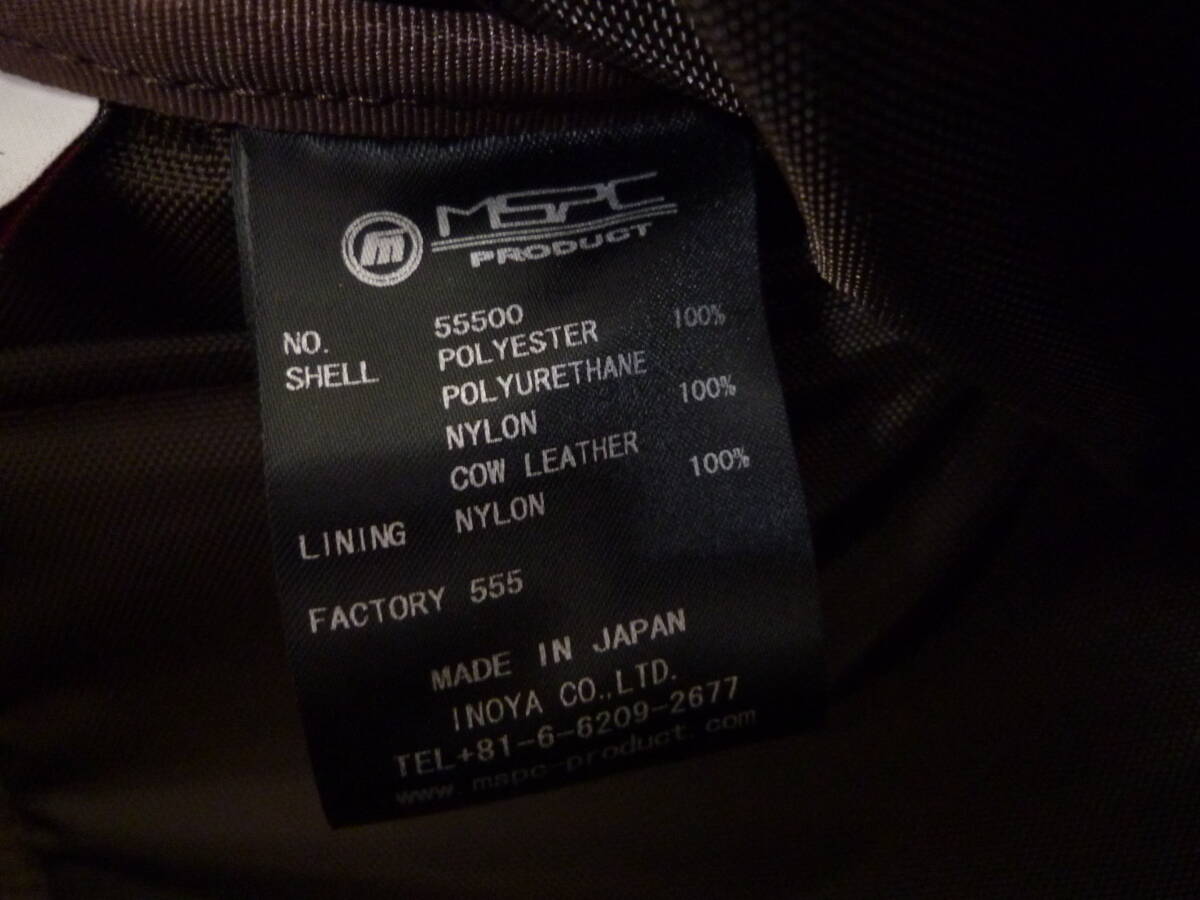 m MSPC
PRODUCT
NO. 55500
SHELL POLYESTER 100%
POLYURETHANE
NYLON 100%
COW LEATHER
LINING NYLON 100%
FACTORY 555
MADE IN JAPAN
INOYA CO.,LTD.
TEL+81-6-6209-2677
www.mspc-product.com